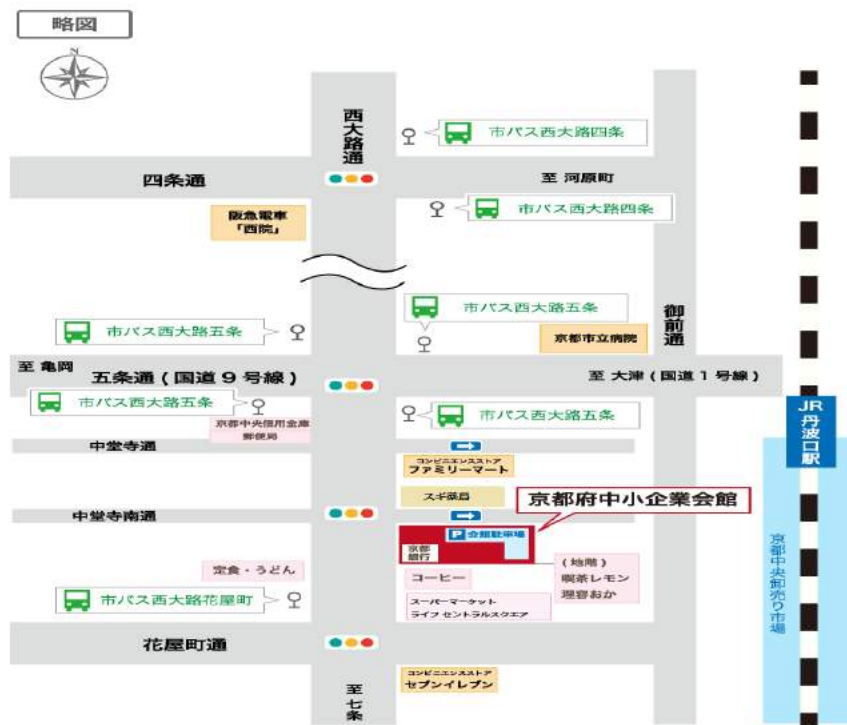 略図
N
西大路通
市バス西大路四条
四条通
至 河原町
市バス西大路四条
阪急電車
「西院」
市バス西大路五条
市バス西大路五条
京都市立病院
御前通
至 亀岡
五条通(国道9号線)
至 大津(国道1号線)
市バス西大路五条
市バス西大路五条
京都中央信用金庫
郵便局
JR丹波口駅
中堂寺通
コンビニエンスストア
ファミリーマート
スギ薬局
京都府中小企業会館
中堂寺南通
P 会館駐車場
京都
銀行
京都中央卸売り市場
定食・うどん
コーヒー
(地階)
喫茶レモン
理容おか
市バス西大路花屋町
スーパーマーケット
ライフ セントラルスクエア
花屋町通
コンビニエンスストア
セブンイレブン
至 七条